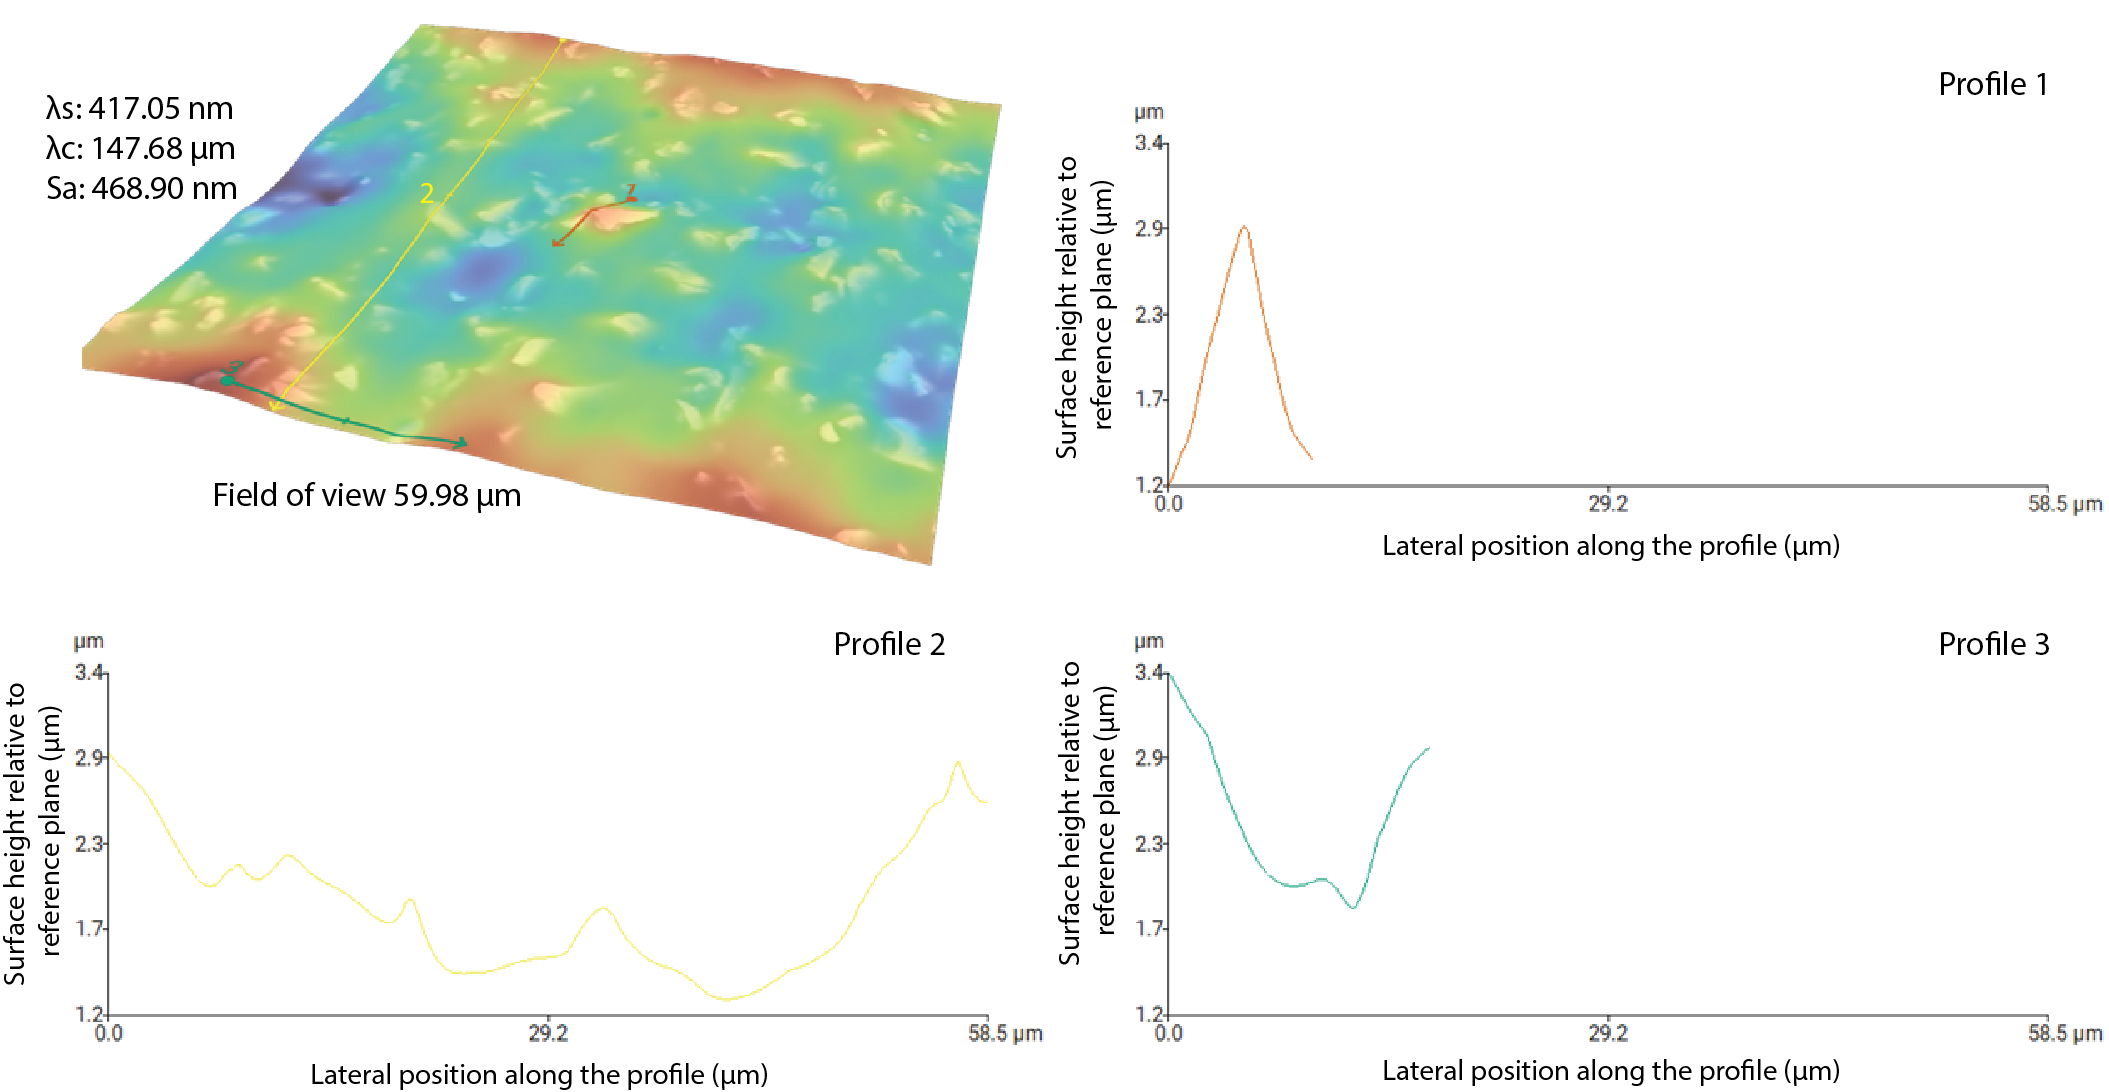 λs: 417.05 nm
λc: 147.68 µm
Sa: 468.90 nm
2
1
3
Field of view 59.98 µm
Profile 1
µm
Surface height relative to
reference plane (µm)
3.4
2.9
2.3
1.7
1.2
0.0
29.2
58.5 µm
Lateral position along the profile (µm)
Profile 2
µm
Surface height relative to
reference plane (µm)
3.4
2.9
2.3
1.7
1.2
0.0
29.2
58.5 µm
Lateral position along the profile (µm)
Profile 3
µm
Surface height relative to
reference plane (µm)
3.4
2.9
2.3
1.7
1.2
0.0
29.2
58.5 µm
Lateral position along the profile (µm)